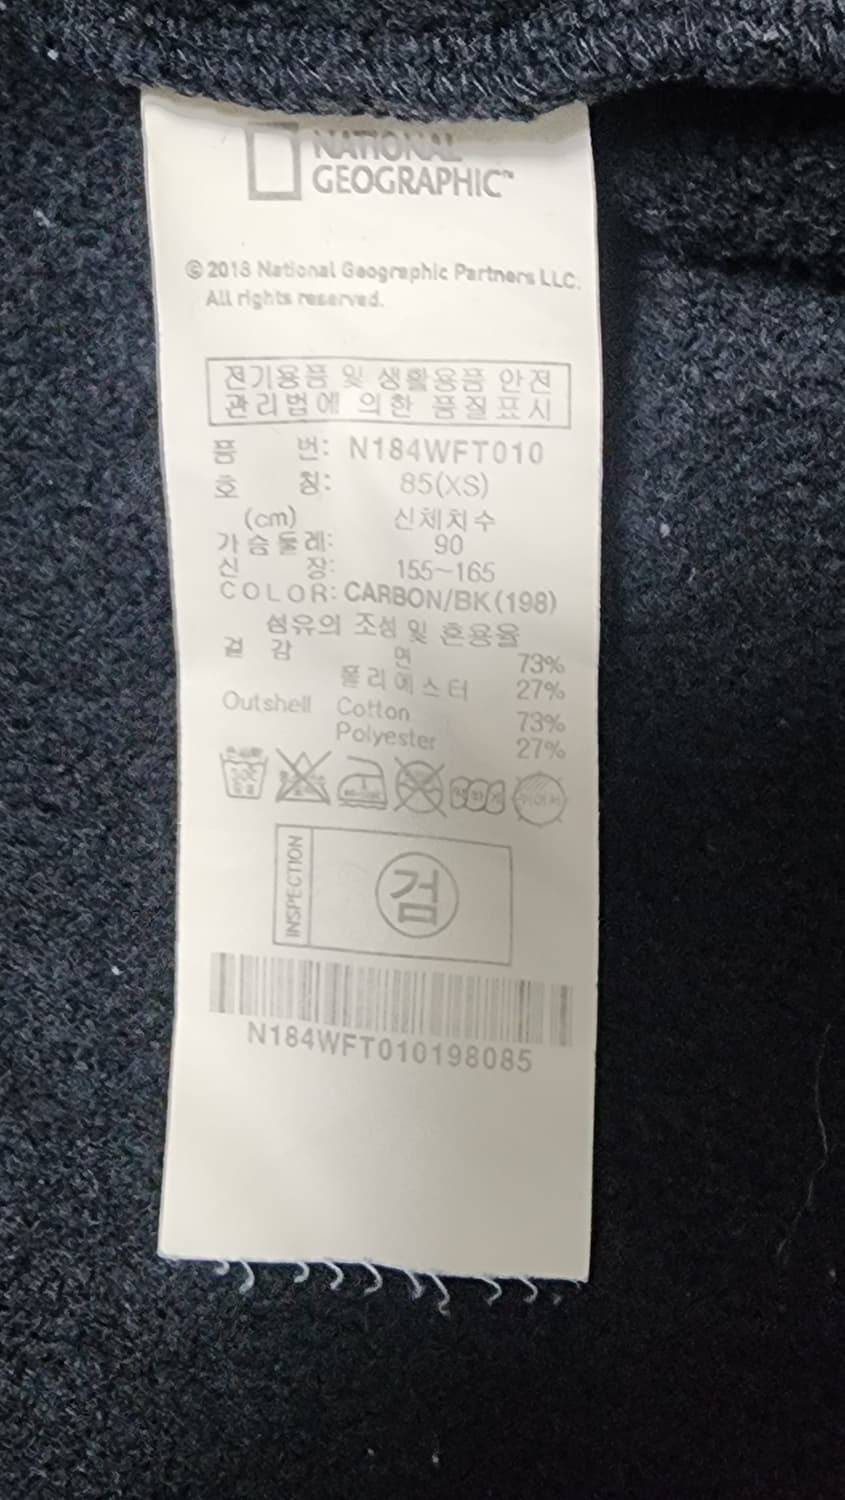 NATIONAL
GEOGRAPHIC™
© 2018 National Geographic Partners LLC.
All rights reserved.
전기용품 및 생활용품 안전
관리법에 의한 품질표시
품 번: N184WFT010
호 칭: 85(XS)
(cm) 신체치수
가슴둘레: 90
신 장: 155~165
COLOR: CARBON/BK(198)
섬유의 조성 및 혼용율
겉 감 면 73%
폴리에스터 27%
Outshell Cotton 73%
Polyester 27%
INSPECTION
검
N184WFT010198085